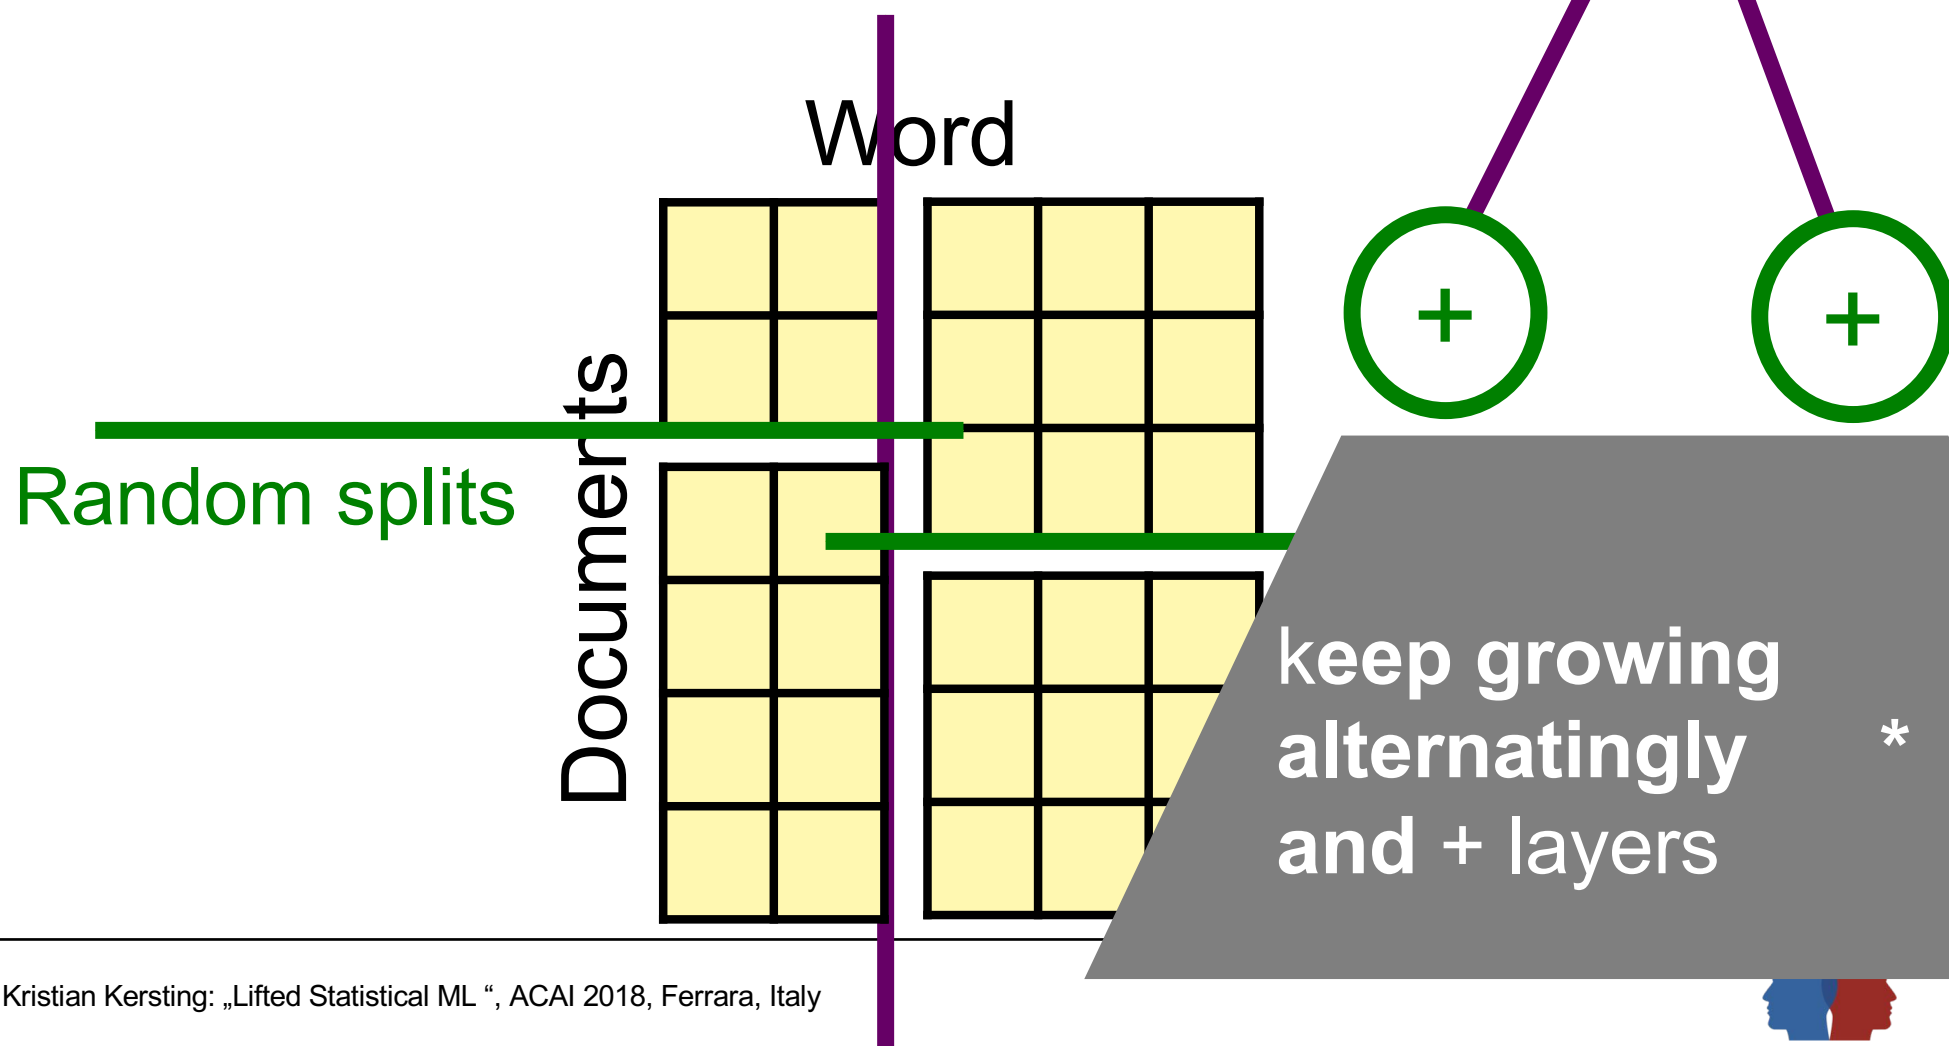 Word
Documents
Random splits
+
+
keep growing
alternatingly *
and + layers
Kristian Kersting: „Lifted Statistical ML “, ACAI 2018, Ferrara, Italy